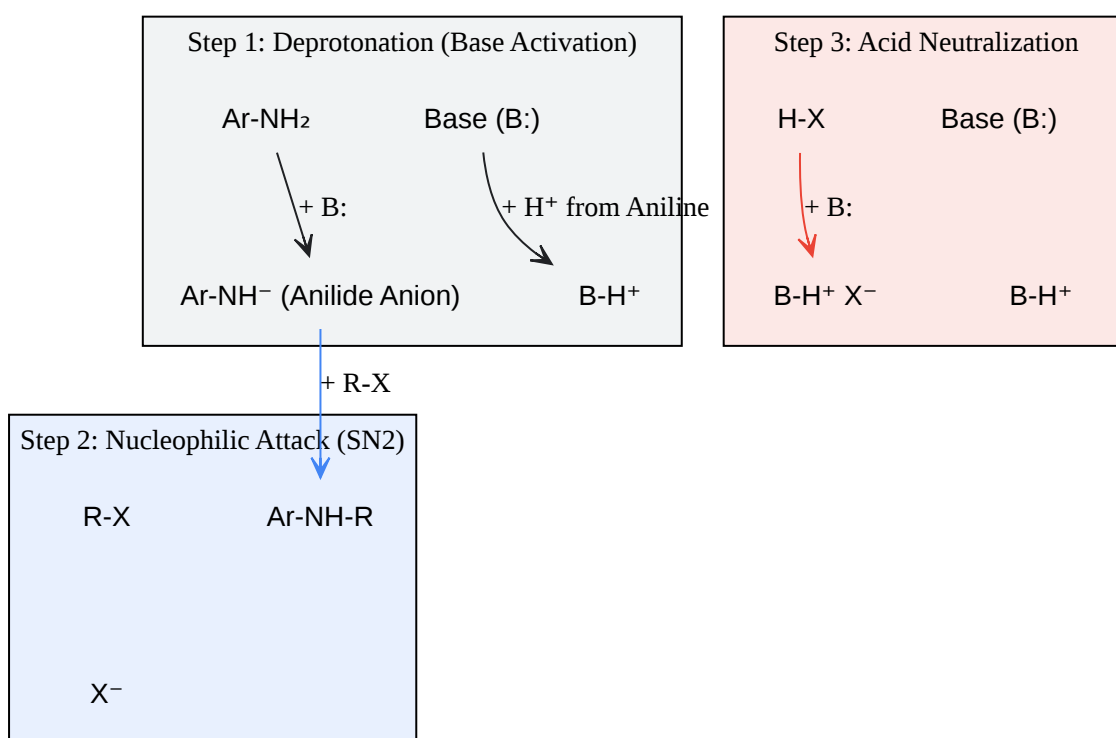 Step 1: Deprotonation (Base Activation)
Ar-NH₂
Base (B:)
+ B:
+ H⁺ from Aniline
Ar-NH⁻ (Anilide Anion)
B-H⁺
Step 3: Acid Neutralization
H-X
Base (B:)
+ B:
B-H⁺ X⁻
B-H⁺
+ R-X
Step 2: Nucleophilic Attack (SN2)
R-X
Ar-NH-R
X⁻